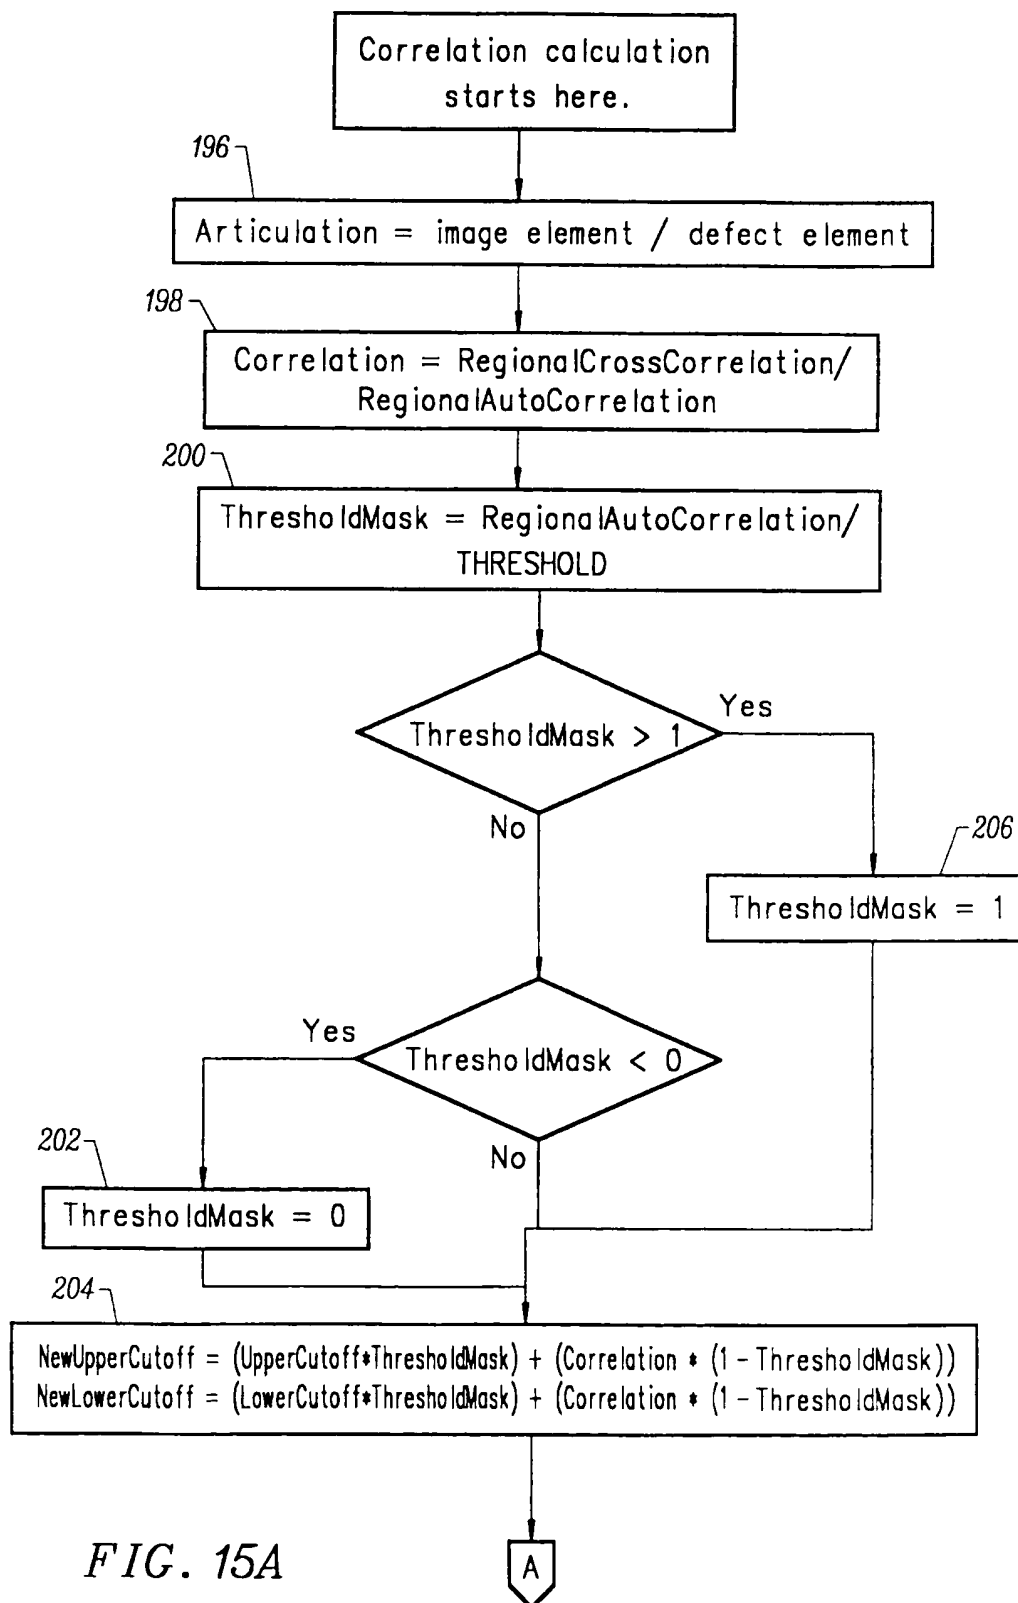 Correlation calculation
starts here.
196
Articulation = image element / defect element
198
Correlation = RegionalCrossCorrelation/
RegionalAutoCorrelation
200
ThresholdMask = RegionalAutoCorrelation/
THRESHOLD
ThresholdMask > 1
Yes
No
206
ThresholdMask = 1
ThresholdMask < 0
Yes
No
202
ThresholdMask = 0
204
NewUpperCutoff = (UpperCutoff*ThresholdMask) + (Correlation * (1 - ThresholdMask))
NewLowerCutoff = (LowerCutoff*ThresholdMask) + (Correlation * (1 - ThresholdMask))
A
FIG. 15A